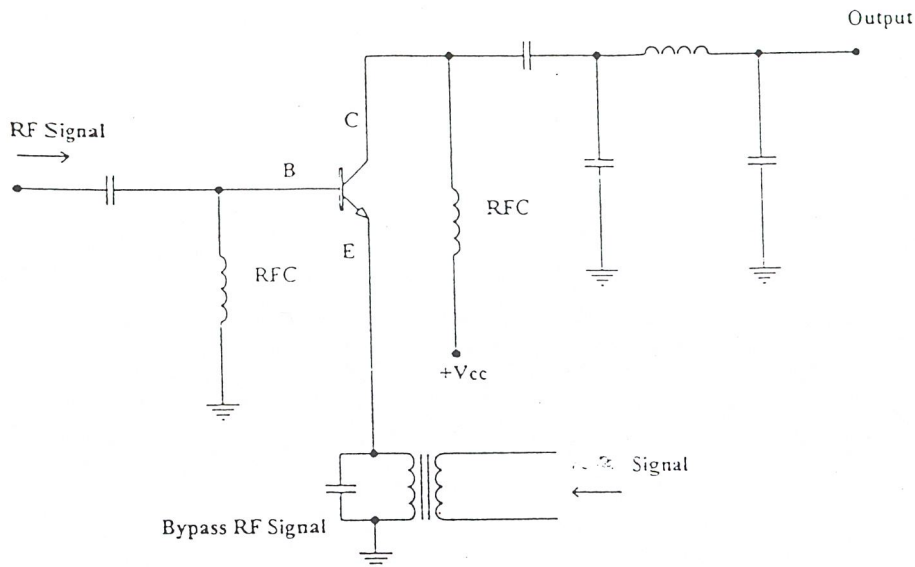 Output
RF Signal
C
B
RFC
E
RFC
+Vcc
Signal
Bypass RF Signal